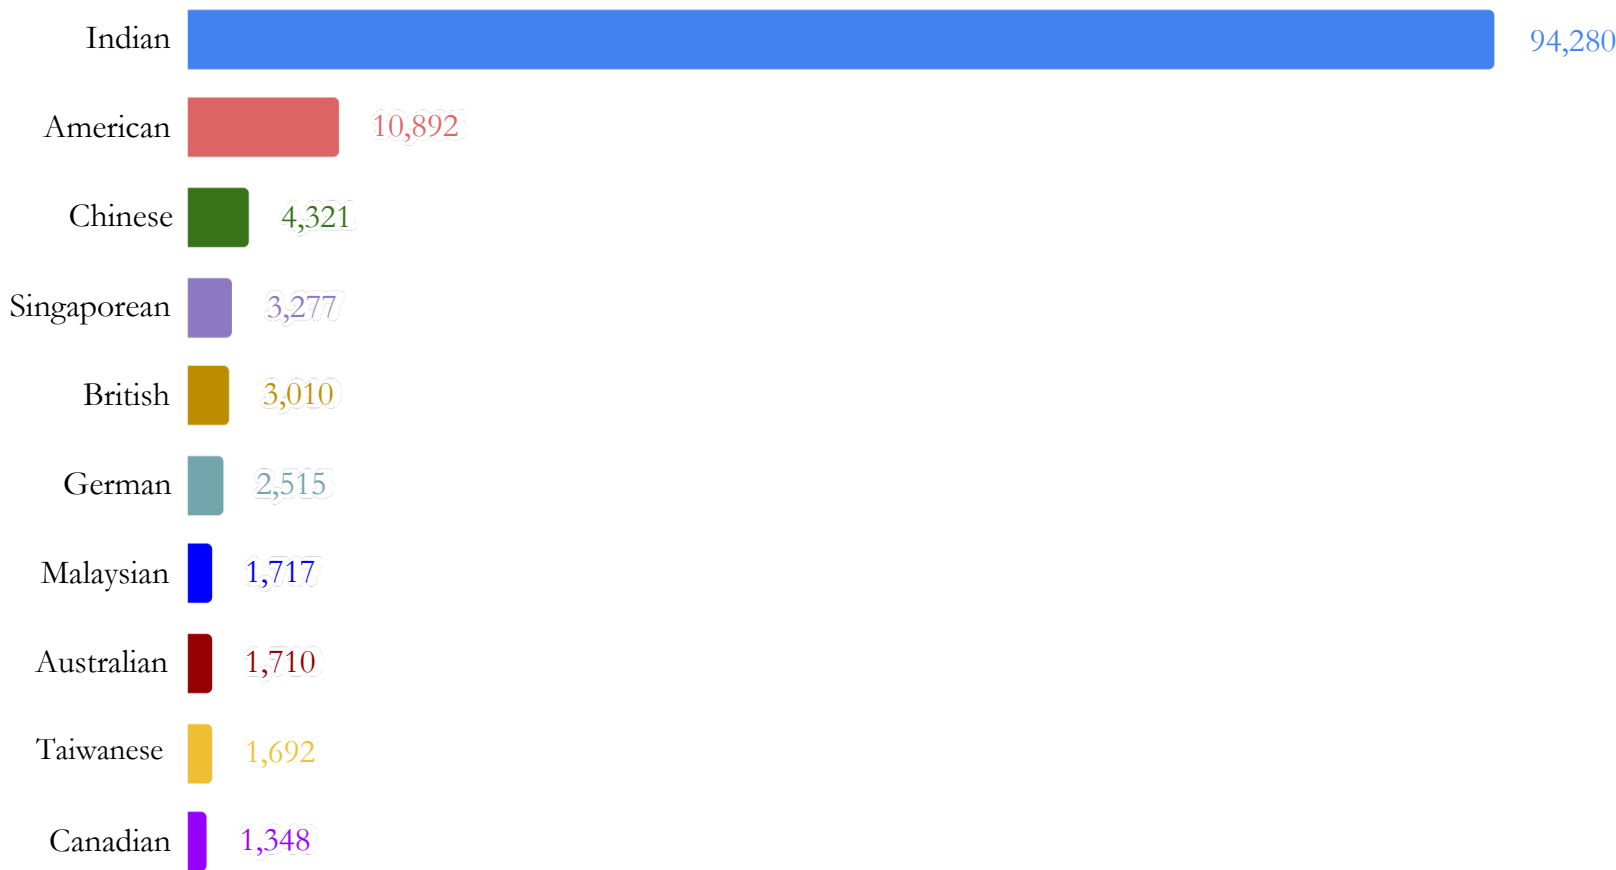 Indian 94,280
American 10,892
Chinese 4,321
Singaporean 3,277
British 3,010
German 2,515
Malaysian 1,717
Australian 1,710
Taiwanese 1,692
Canadian 1,348